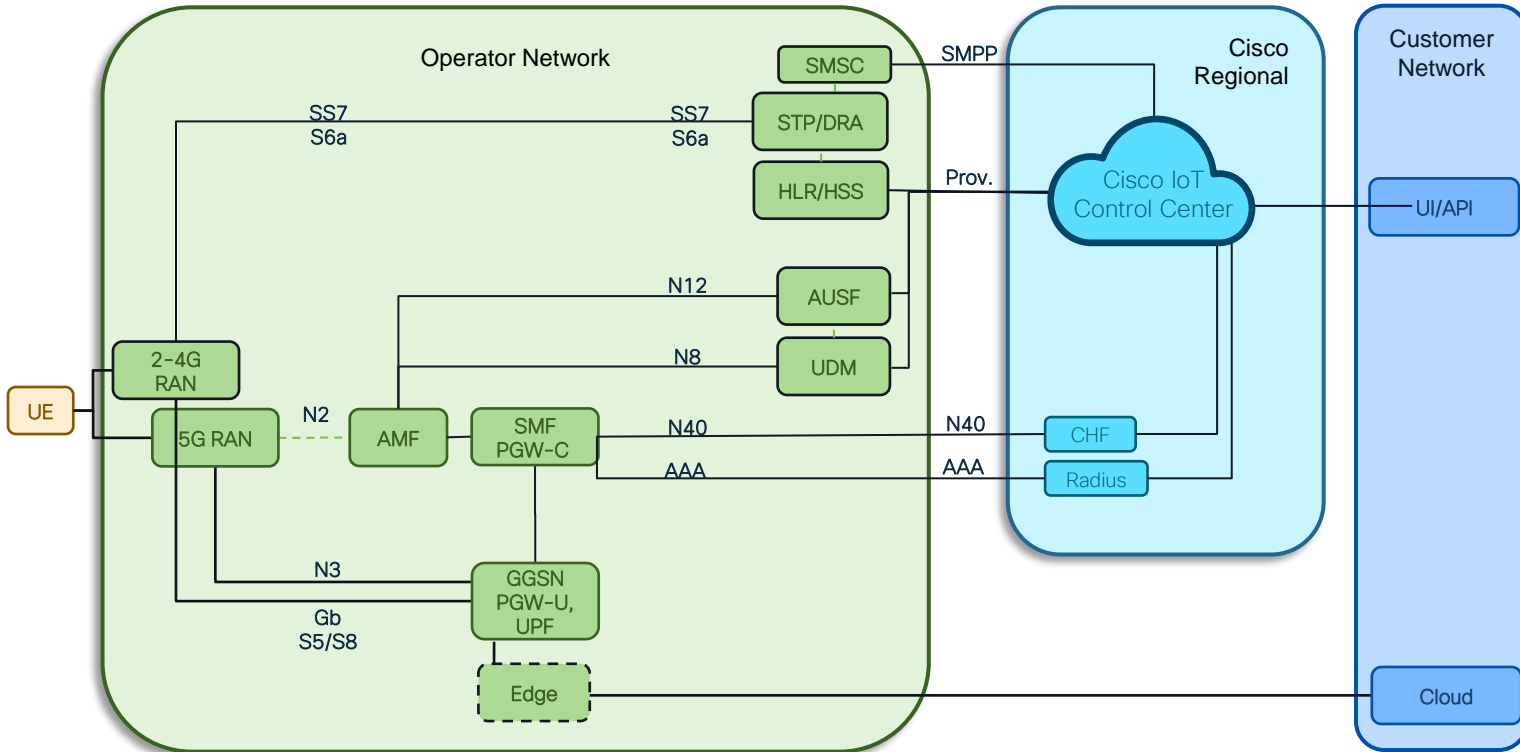 Operator Network
Cisco
Regional
Customer
Network
SMSC
SMPP
SS7
S6a
SS7
S6a
STP/DRA
HLR/HSS
Prov.
Cisco IoT
Control Center
UI/API
N12
AUSF
N8
UDM
2-4G
RAN
UE
5G RAN
N2
AMF
SMF
PGW-C
N40
N40
CHF
AAA
AAA
Radius
N3
Gb
S5/S8
GGSN
PGW-U,
UPF
Edge
Cloud